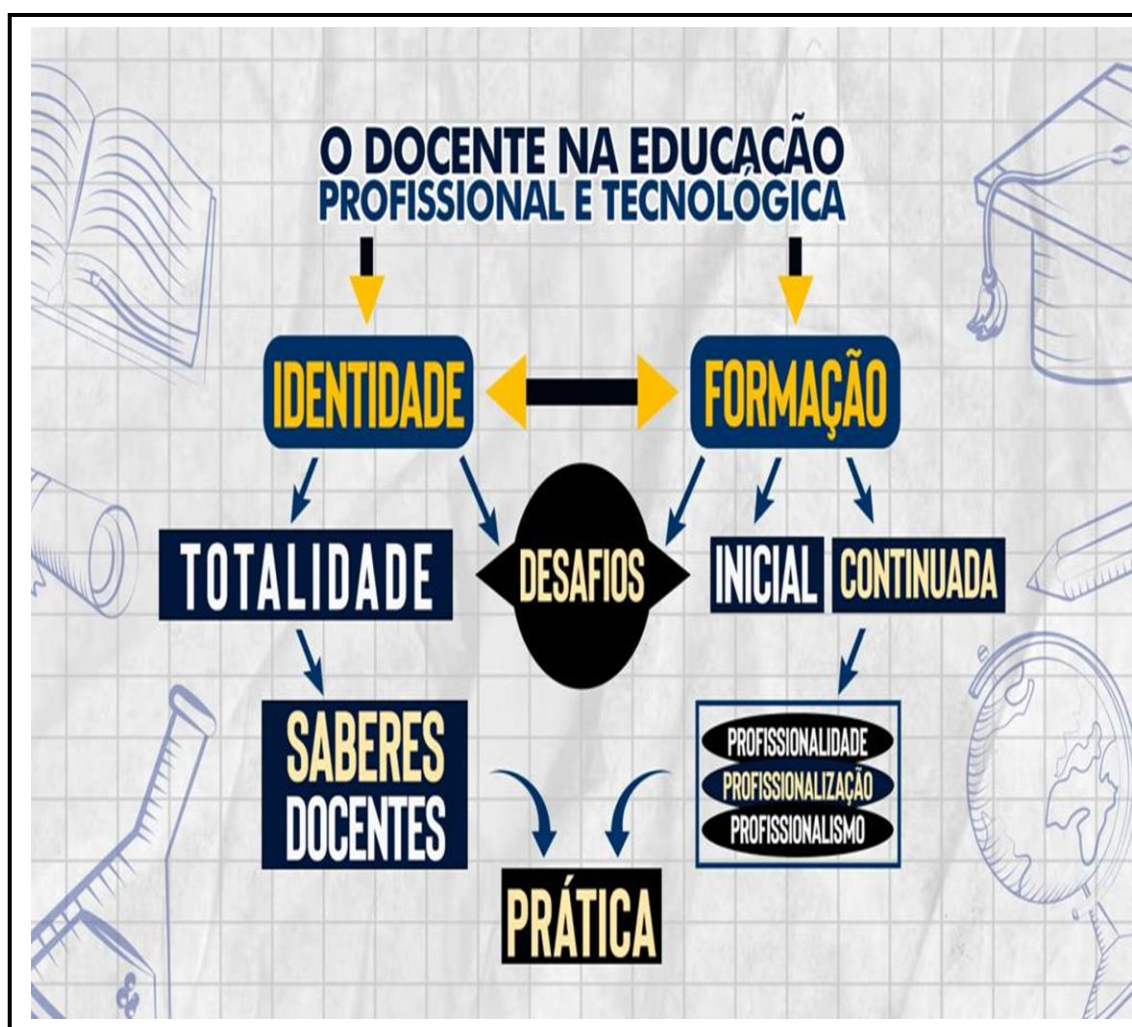 O DOCENTE NA EDUCAÇÃO
PROFISSIONAL E TECNOLÓGICA
IDENTIDADE
FORMAÇÃO
TOTALIDADE
DESAFIOS
INICIAL
CONTINUADA
SABERES
DOCENTES
PROFISSIONALIDADE
PROFISSIONALIZAÇÃO
PROFISSIONALISMO
PRÁTICA